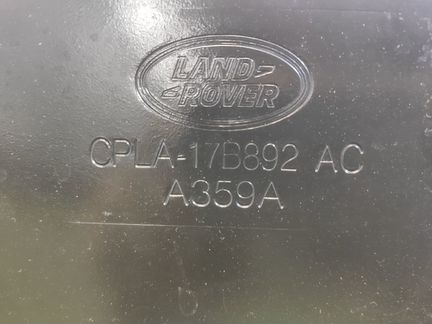 LAND
ROVER
CPLA-17B892 AC
A359A